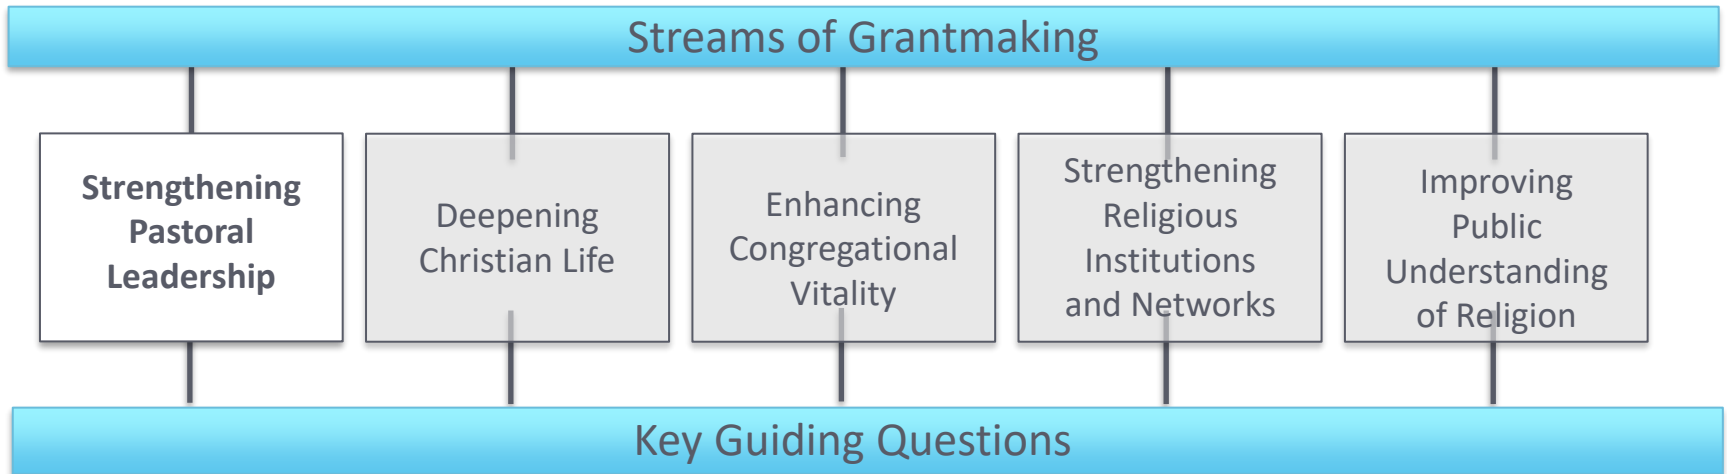 Streams of Grantmaking
Strengthening
Pastoral
Leadership
Deepening
Christian Life
Enhancing
Congregational
Vitality
Strengthening
Religious
Institutions
and Networks
Improving
Public
Understanding
of Religion
Key Guiding Questions